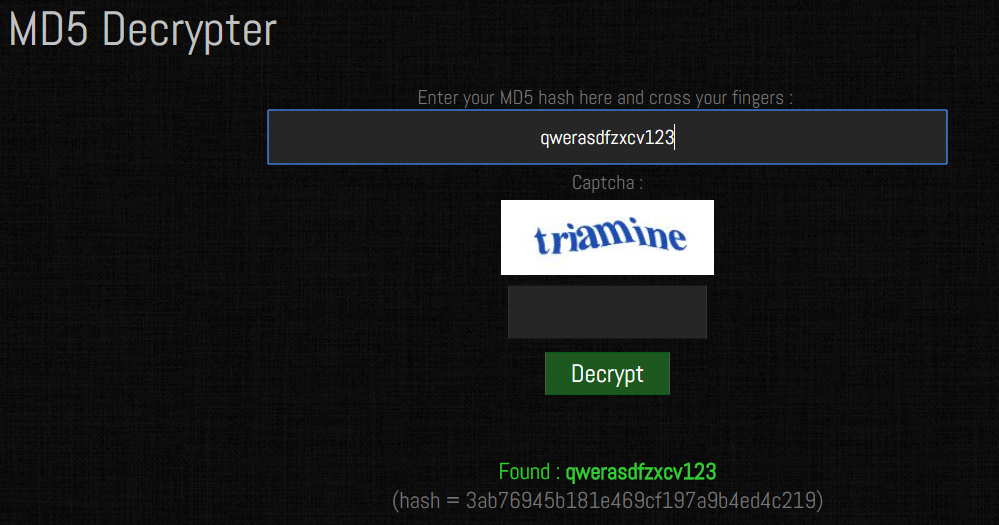 MD5 Decrypter
Enter your MD5 hash here and cross your fingers :
qwerasdfzxcv123
Captcha :
triamine
Decrypt
Found : qwerasdfzxcv123
(hash = 3ab76945b181e469cf197a9b4ed4c219)